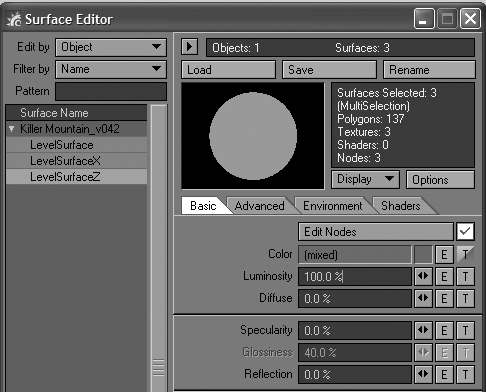 Surface Editor
Edit by Object
Filter by Name
Pattern
Surface Name
Killer Mountain_v042
LevelSurface
LevelSurfaceX
LevelSurfaceZ
Objects: 1 Surfaces: 3
Load Save Rename
Surfaces Selected: 3
(MultiSelection)
Polygons: 137
Textures: 3
Shaders: 0
Nodes: 3
Display Options
Basic Advanced Environment Shaders
Edit Nodes
Color (mixed) E T
Luminosity 100.0 % E T
Diffuse 0.0 % E T
Specularity 0.0 % E T
Glossiness 40.0 % E T
Reflection 0.0 % E T